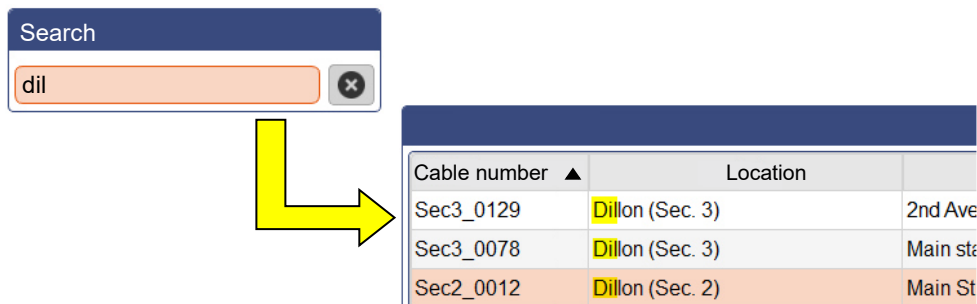 Search
dil
Cable number ▲ Location
Sec3_0129 Dillon (Sec. 3) 2nd Ave
Sec3_0078 Dillon (Sec. 3) Main sta
Sec2_0012 Dillon (Sec. 2) Main St